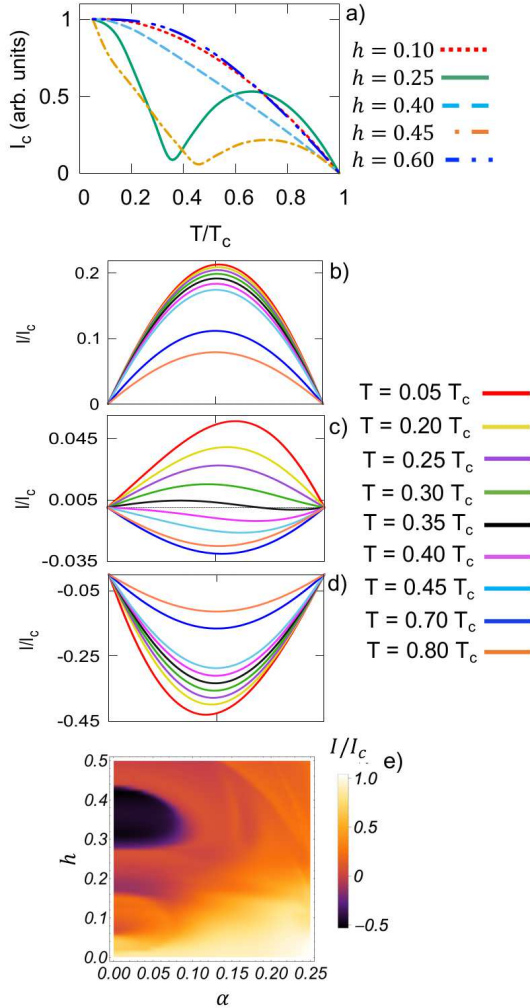 a)
I_c (arb. units)
1
0.5
0
0 0.2 0.4 0.6 0.8 1
T/T_c
h = 0.10
h = 0.25
h = 0.40
h = 0.45
h = 0.60
b)
I/I_c
0.2
0.1
0
c)
I/I_c
0.045
0.005
-0.035
d)
I/I_c
-0.05
-0.25
-0.45
T = 0.05 T_c
T = 0.20 T_c
T = 0.25 T_c
T = 0.30 T_c
T = 0.35 T_c
T = 0.40 T_c
T = 0.45 T_c
T = 0.70 T_c
T = 0.80 T_c
I/I_c e)
1.0
0
−0.5
h
0.5
0.4
0.3
0.2
0.1
0.0
0.00 0.05 0.10 0.15 0.20 0.25
α